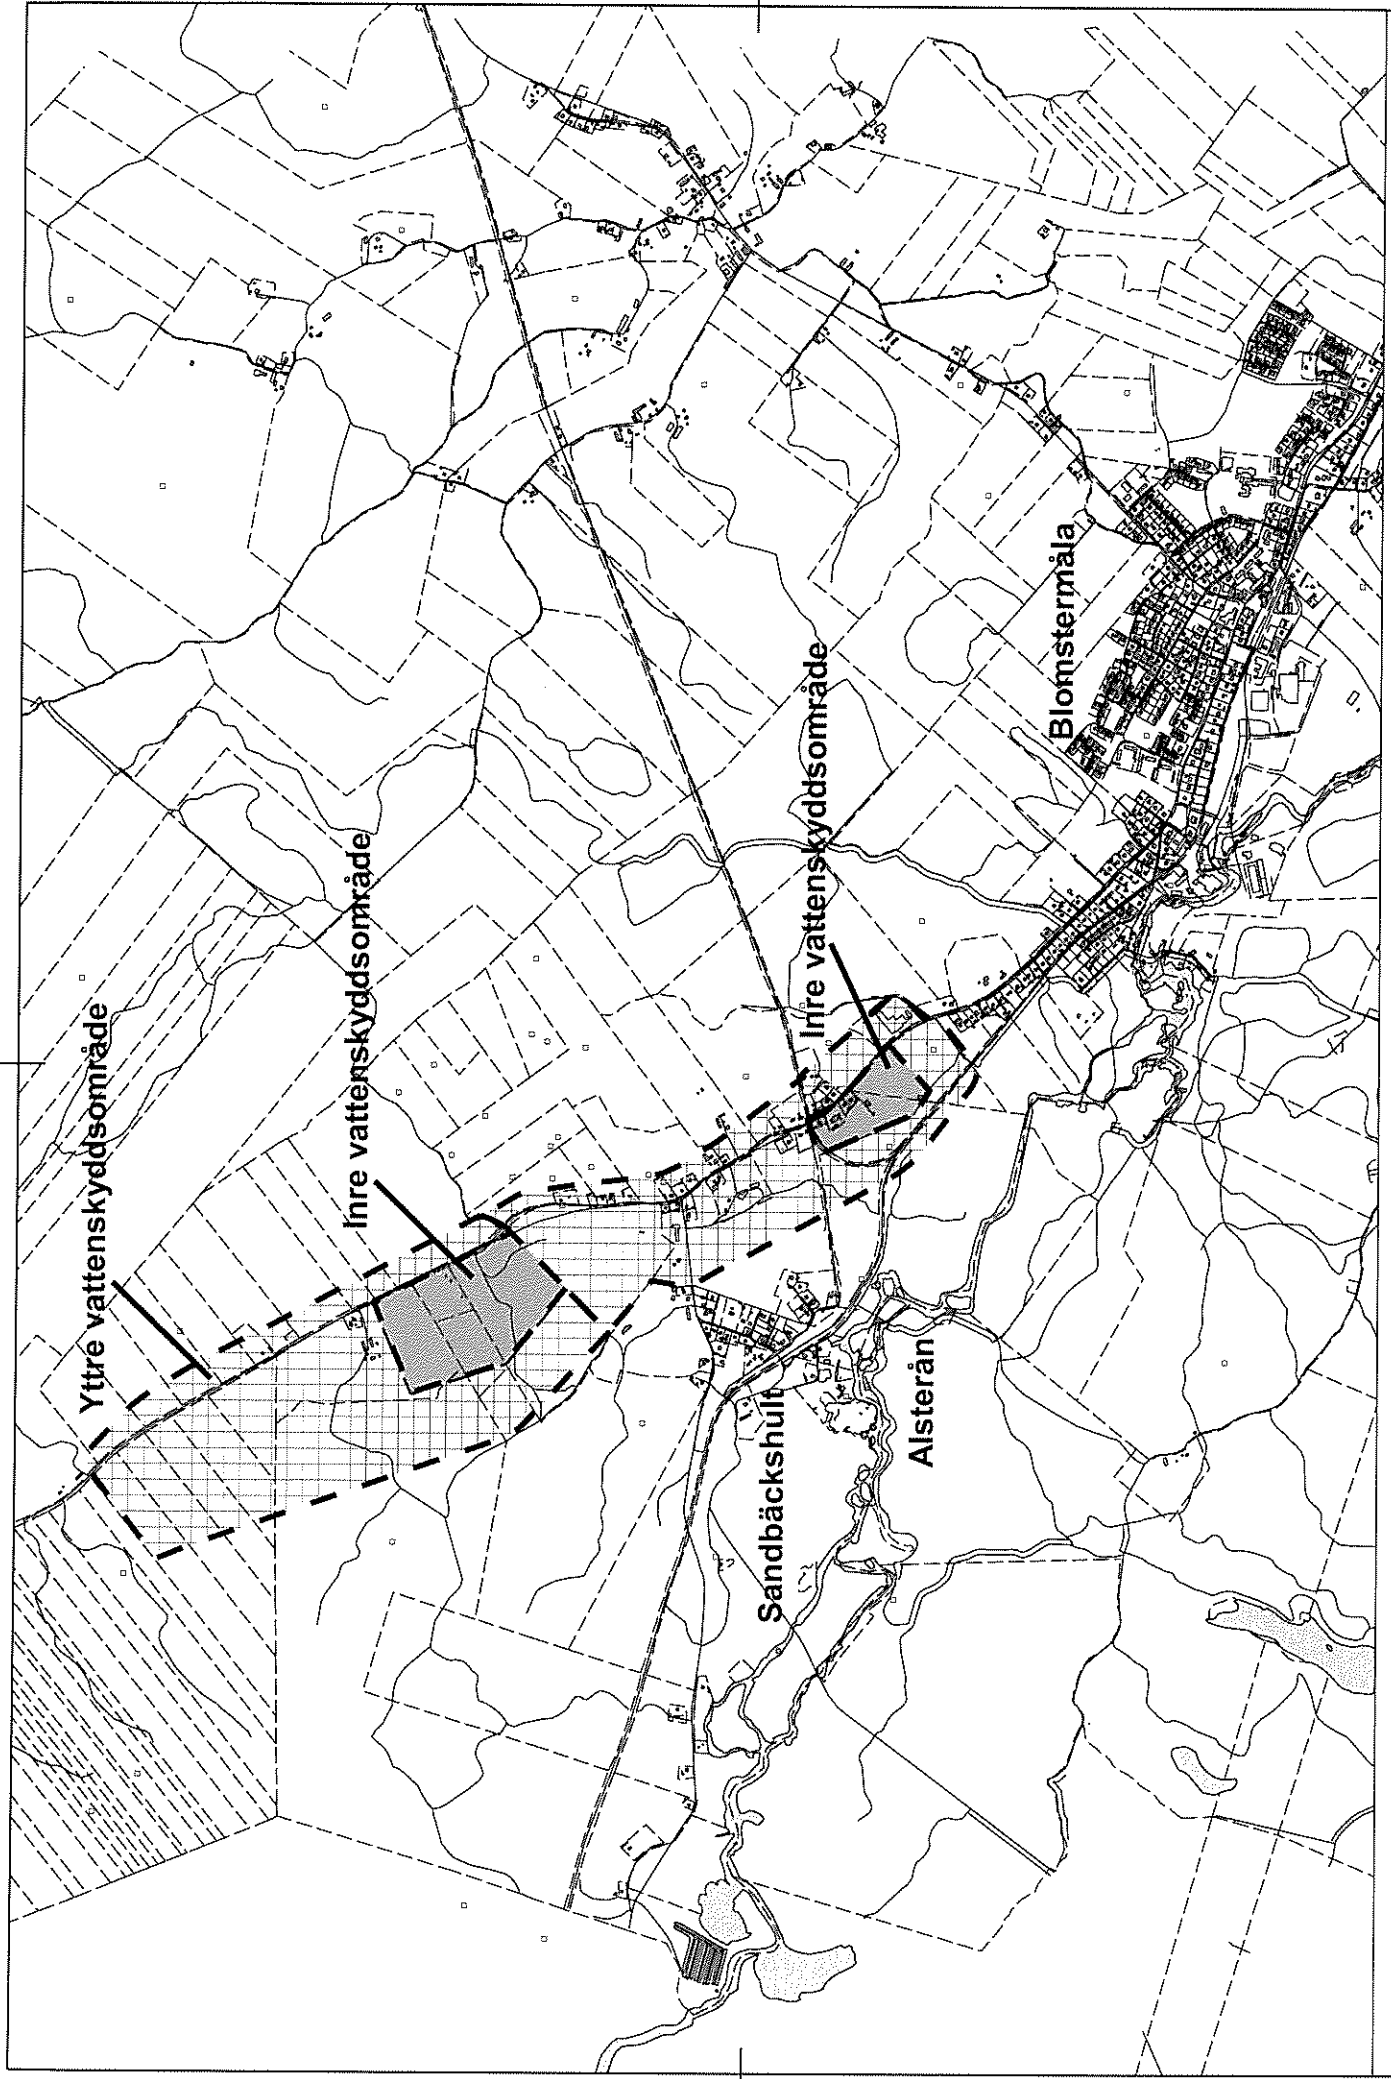 Yttre vattenskyddsområde
Inre vattenskyddsområde
Inre vattenskyddsområde
Blomstermåla
Sandbäckshult
Alsterån